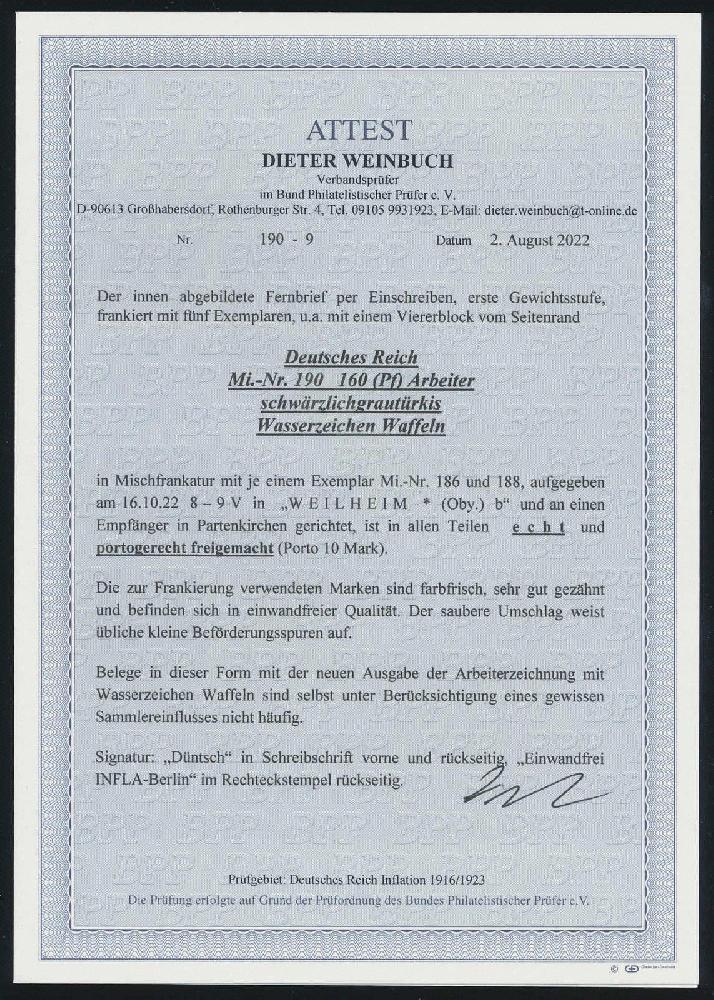 ATTEST
DIETER WEINBUCH
Verbandsprüfer
im Bund Philatelistischer Prüfer e. V.
D-90613 Großhabersdorf, Rothenburger Str. 4, Tel. 09105 9931923, E-Mail: dieter.weinbuch@t-online.de
Nr. 190 - 9 Datum 2. August 2022
Der innen abgebildete Fernbrief per Einschreiben, erste Gewichtsstufe,
frankiert mit fünf Exemplaren, u.a. mit einem Viererblock vom Seitenrand
Deutsches Reich
Mi.-Nr. 190 160 (Pf) Arbeiter
schwärzlichgrautürkis
Wasserzeichen Waffeln
in Mischfrankatur mit je einem Exemplar Mi.-Nr. 186 und 188, aufgegeben
am 16.10.22 8 – 9 V in „WEILHEIM * (Oby.) b“ und an einen
Empfänger in Partenkirchen gerichtet, ist in allen Teilen echt und
portogerecht freigemacht (Porto 10 Mark).
Die zur Frankierung verwendeten Marken sind farbfrisch, sehr gut gezähnt
und befinden sich in einwandfreier Qualität. Der saubere Umschlag weist
übliche kleine Beförderungsspuren auf.
Belege in dieser Form mit der neuen Ausgabe der Arbeiterzeichnung mit
Wasserzeichen Waffeln sind selbst unter Berücksichtigung eines gewissen
Sammlereinflusses nicht häufig.
Signatur: „Düntsch“ in Schreibschrift vorne und rückseitig, „Einwandfrei
INFLA-Berlin“ im Rechteckstempel rückseitig.
Prüfgebiet: Deutsches Reich Inflation 1916/1923
Die Prüfung erfolgte auf Grund der Prüfordnung des Bundes Philatelistischer Prüfer e.V.